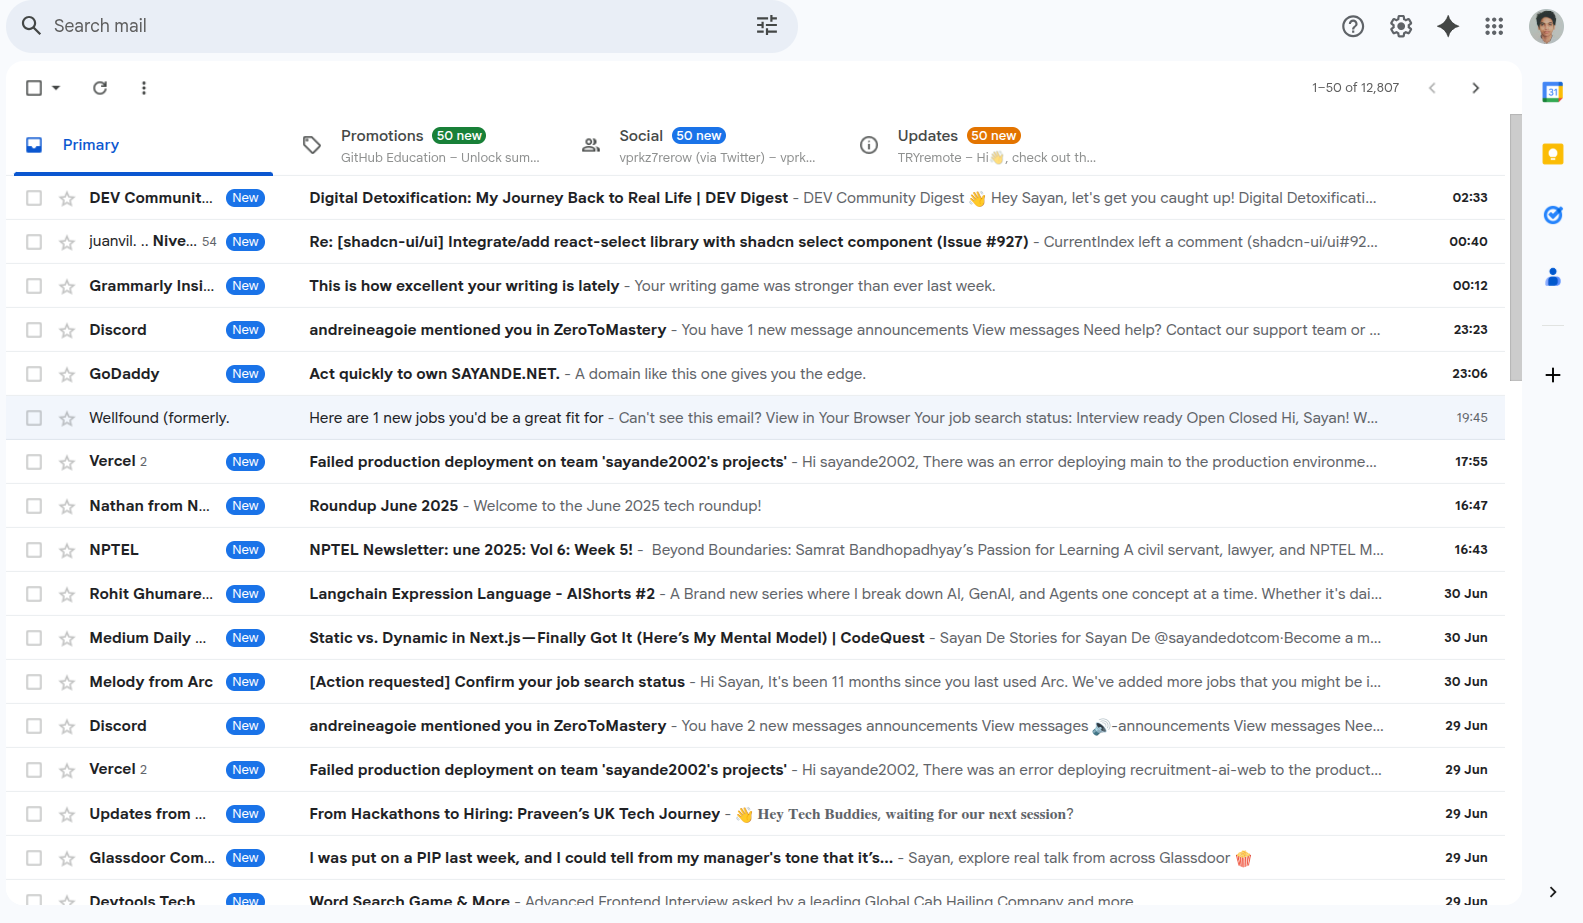 Search mail
1–50 of 12,807
Primary
Promotions 50 new
GitHub Education – Unlock sum...
Social 50 new
vprkz7rerow (via Twitter) – vprk...
Updates 50 new
TRYremote – Hi👋, check out th...
31
DEV Communit... New Digital Detoxification: My Journey Back to Real Life | DEV Digest - DEV Community Digest 👋 Hey Sayan, let's get you caught up! Digital Detoxificati... 02:33
juanvil. .. Nive... 54 New Re: [shadcn-ui/ui] Integrate/add react-select library with shadcn select component (Issue #927) - CurrentIndex left a comment (shadcn-ui/ui#92... 00:40
Grammarly Insi... New This is how excellent your writing is lately - Your writing game was stronger than ever last week. 00:12
Discord New andreineagoie mentioned you in ZeroToMastery - You have 1 new message announcements View messages Need help? Contact our support team or ... 23:23
GoDaddy New Act quickly to own SAYANDE.NET. - A domain like this one gives you the edge. 23:06
Wellfound (formerly. Here are 1 new jobs you'd be a great fit for - Can't see this email? View in Your Browser Your job search status: Interview ready Open Closed Hi, Sayan! W... 19:45
Vercel 2 New Failed production deployment on team 'sayande2002's projects' - Hi sayande2002, There was an error deploying main to the production environme... 17:55
Nathan from N... New Roundup June 2025 - Welcome to the June 2025 tech roundup! 16:47
NPTEL New NPTEL Newsletter: une 2025: Vol 6: Week 5! - Beyond Boundaries: Samrat Bandhopadhyay’s Passion for Learning A civil servant, lawyer, and NPTEL M... 16:43
Rohit Ghumare... New Langchain Expression Language - AIShorts #2 - A Brand new series where I break down AI, GenAI, and Agents one concept at a time. Whether it's dai... 30 Jun
Medium Daily ... New Static vs. Dynamic in Next.js — Finally Got It (Here’s My Mental Model) | CodeQuest - Sayan De Stories for Sayan De @sayandedotcom·Become a m... 30 Jun
Melody from Arc New [Action requested] Confirm your job search status - Hi Sayan, It's been 11 months since you last used Arc. We've added more jobs that you might be i... 30 Jun
Discord New andreineagoie mentioned you in ZeroToMastery - You have 2 new messages announcements View messages 🔊-announcements View messages Nee... 29 Jun
Vercel 2 New Failed production deployment on team 'sayande2002's projects' - Hi sayande2002, There was an error deploying recruitment-ai-web to the product... 29 Jun
Updates from ... New From Hackathons to Hiring: Praveen’s UK Tech Journey - 👋 Hey Tech Buddies, waiting for our next session? 29 Jun
Glassdoor Com... New I was put on a PIP last week, and I could tell from my manager's tone that it’s... - Sayan, explore real talk from across Glassdoor 🍿 29 Jun
Devtools Tech New Word Search Game & More - Advanced Frontend Interview asked by a leading Global Cab Hailing Company and more 29 Jun